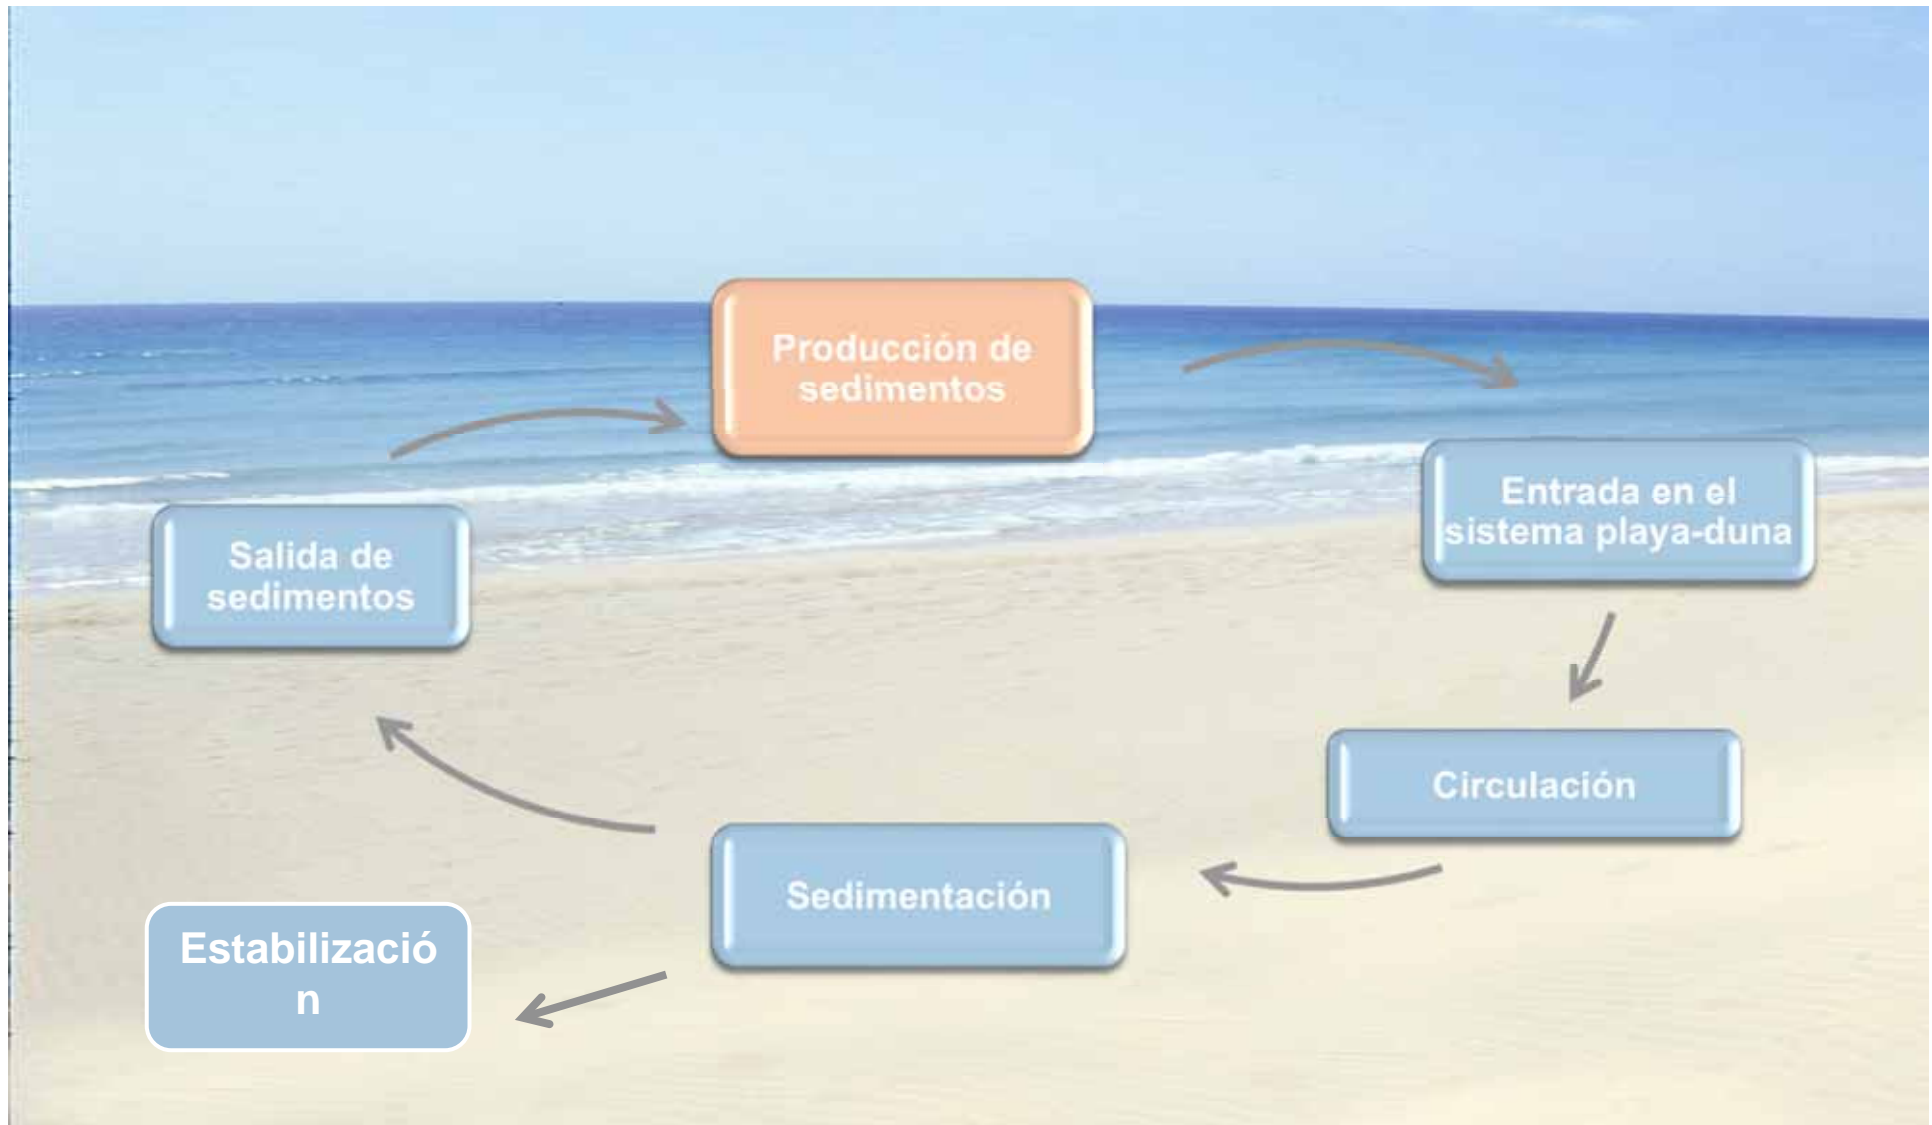 Producción de
sedimentos
Entrada en el
sistema playa-duna
Salida de
sedimentos
Circulación
Sedimentación
Estabilizació
n